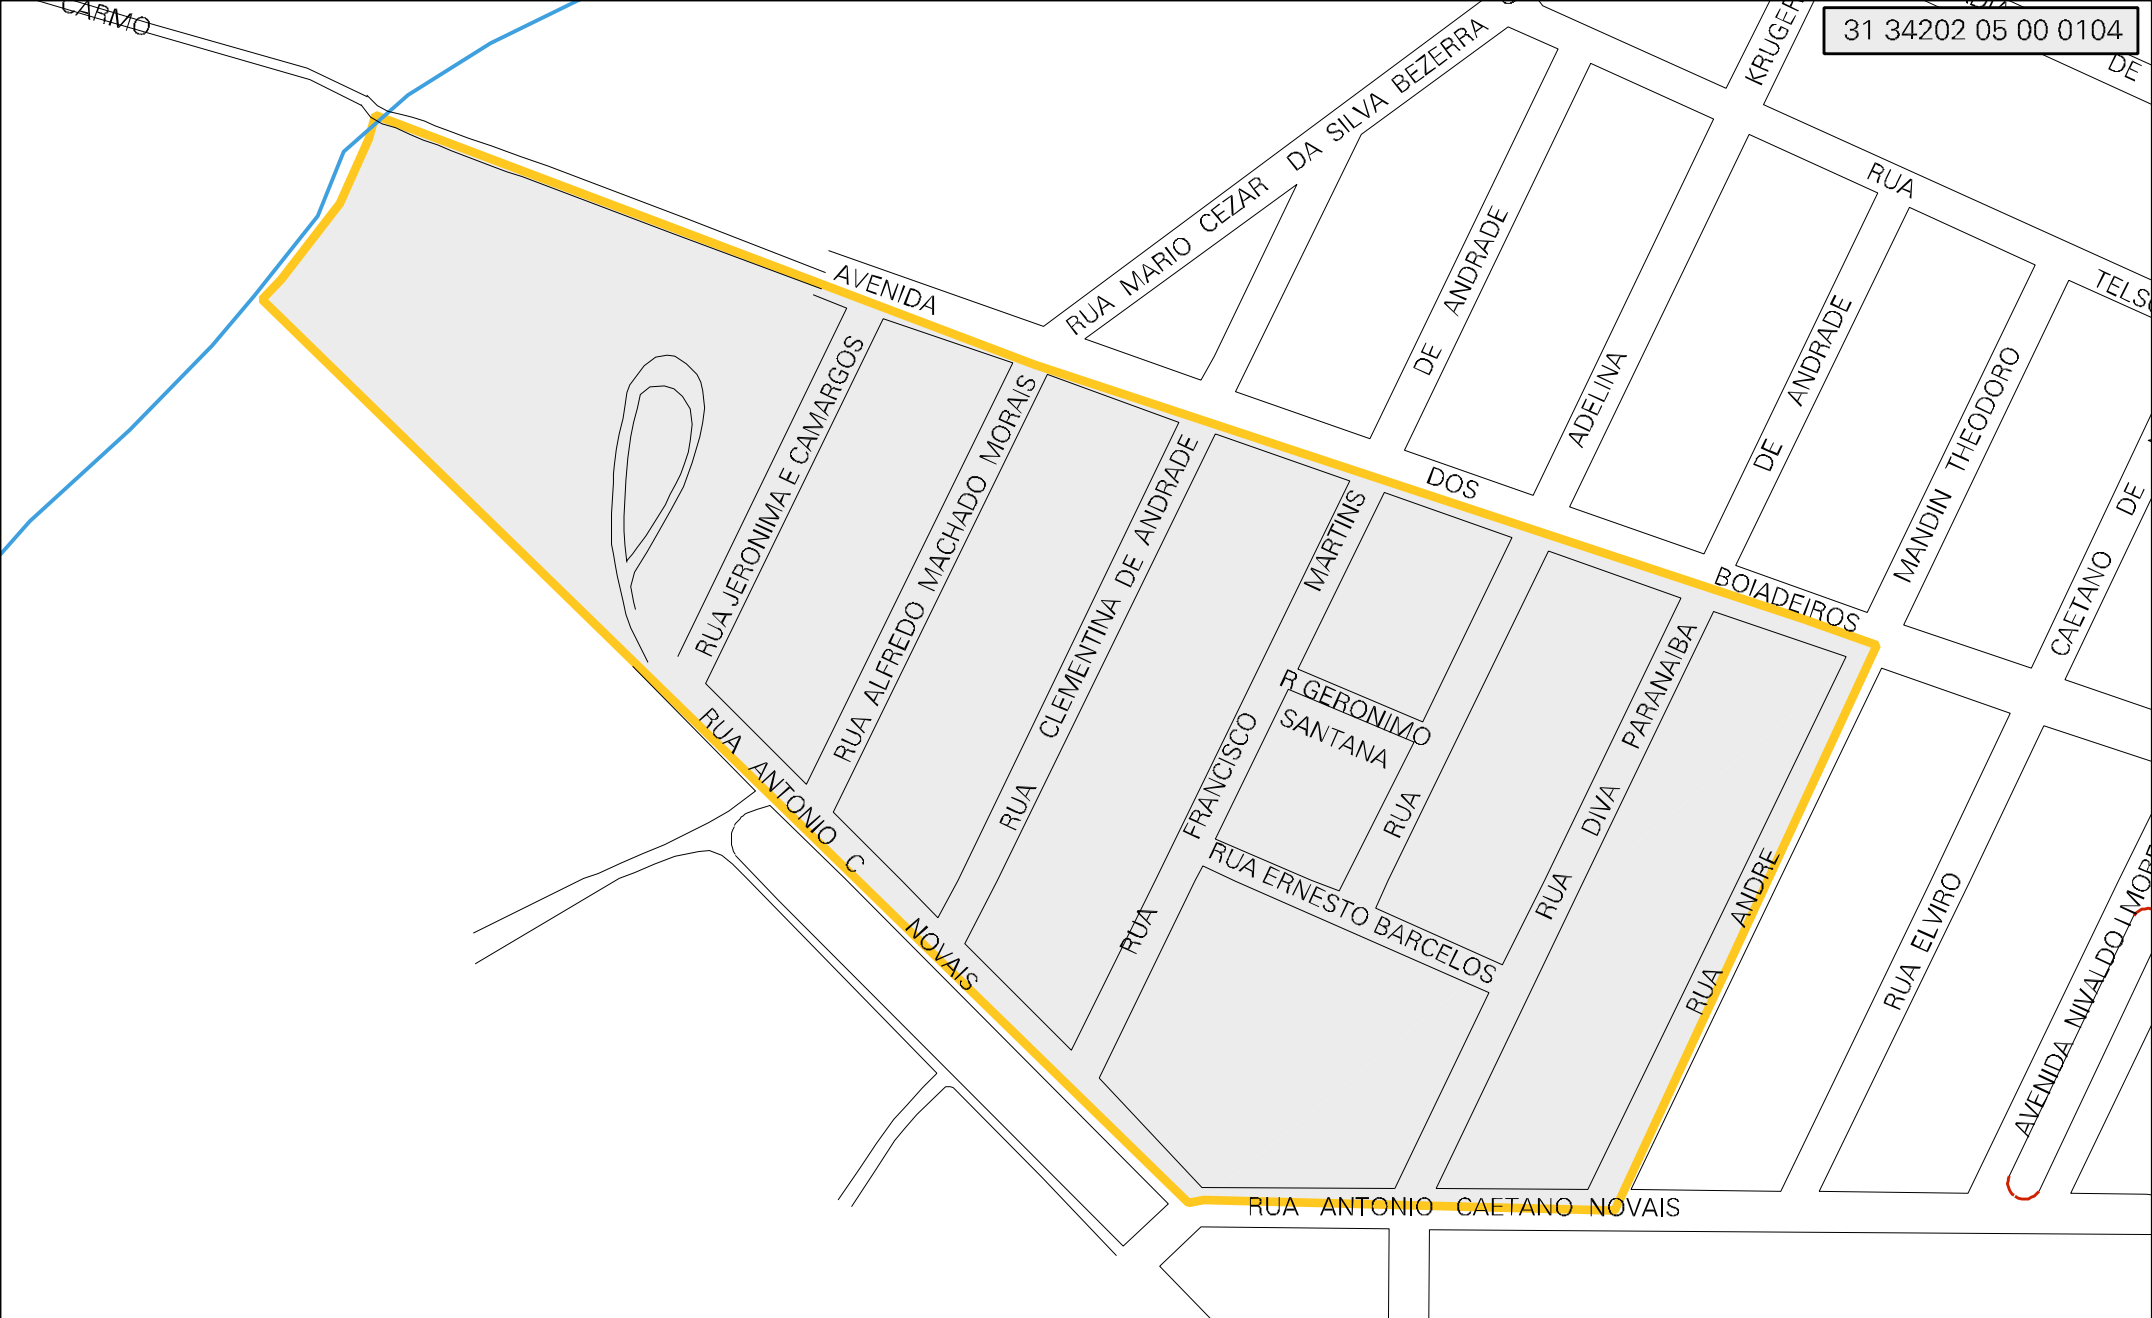 CARMO
31 34202 05 00 0104
KRUGER
DE
RUA MARIO CEZAR DA SILVA BEZERRA
RUA
AVENIDA
DE ANDRADE
ADELINA
DE ANDRADE
MANDIN THEODORO
CAETANO DE
DOS
BOIADEIROS
RUA JERONIMA E CAMARGOS
RUA ALFREDO MACHADO MORAIS
RUA CLEMENTINA DE ANDRADE
RUA FRANCISCO MARTINS
R GERONIMO
SANTANA
RUA DIVA PARANAIBA
RUA
RUA ERNESTO BARCELOS
RUA ANDRE
RUA ELVIRO
AVENIDA NIVALDO I
RUA ANTONIO C NOVAIS
RUA ANTONIO CAETANO NOVAIS